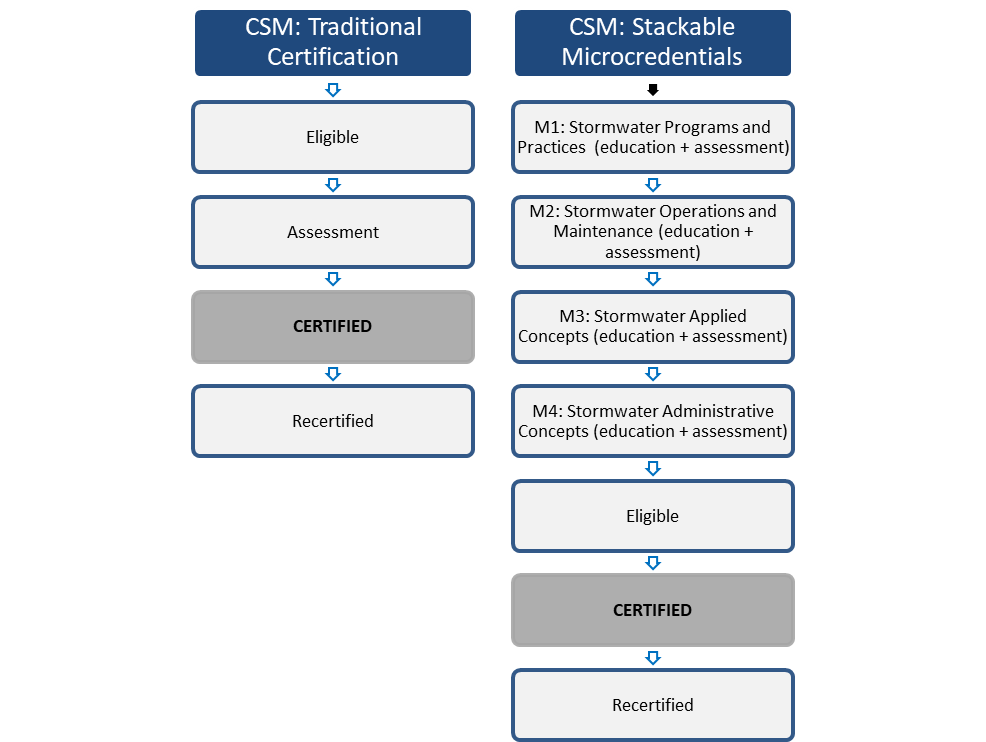 CSM: Traditional
Certification
Eligible
Assessment
CERTIFIED
Recertified
CSM: Stackable
Microcredentials
M1: Stormwater Programs and
Practices (education + assessment)
M2: Stormwater Operations and
Maintenance (education +
assessment)
M3: Stormwater Applied
Concepts (education + assessment)
M4: Stormwater Administrative
Concepts (education + assessment)
Eligible
CERTIFIED
Recertified